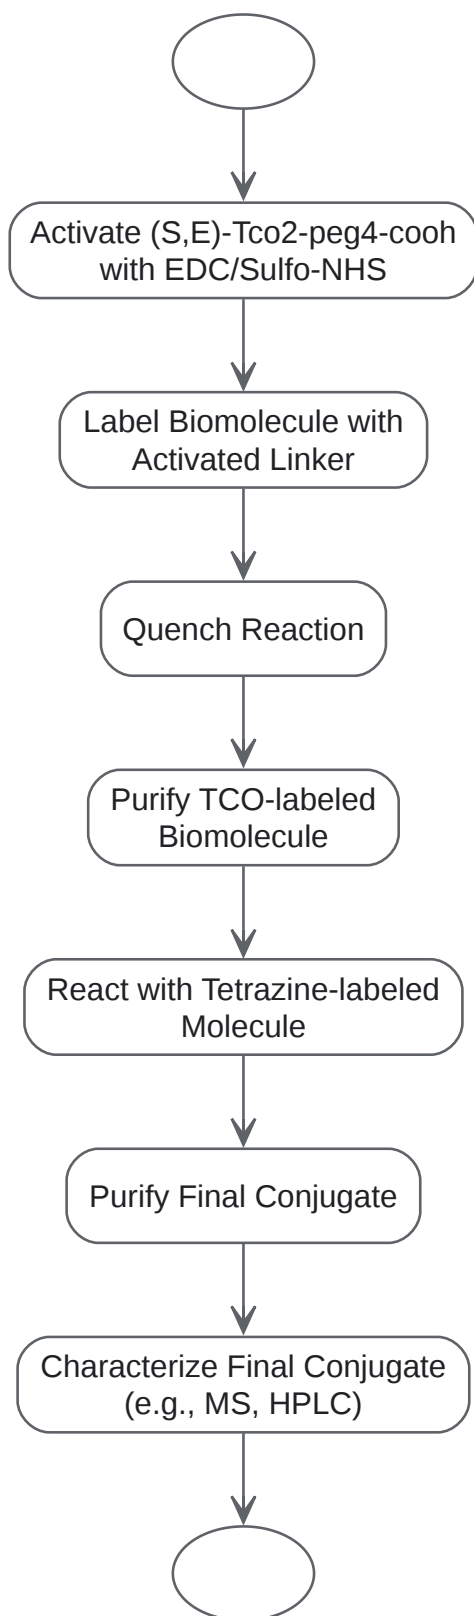 Activate (S,E)-Tco2-peg4-cooh
with EDC/Sulfo-NHS
Label Biomolecule with
Activated Linker
Quench Reaction
Purify TCO-labeled
Biomolecule
React with Tetrazine-labeled
Molecule
Purify Final Conjugate
Characterize Final Conjugate
(e.g., MS, HPLC)